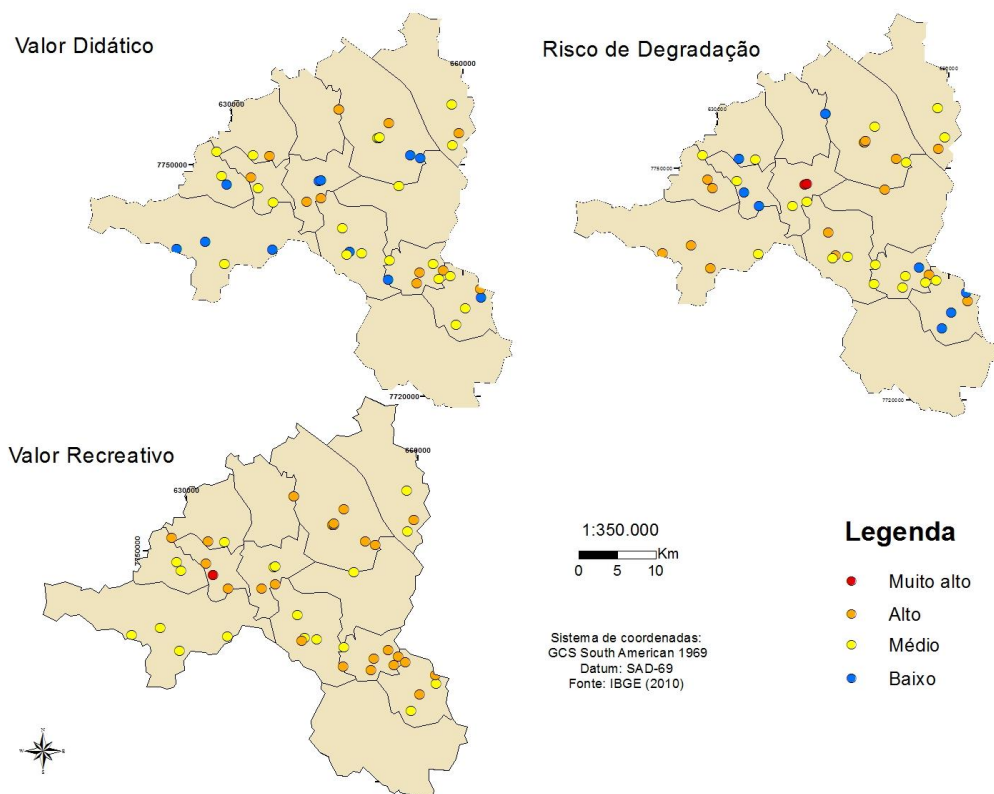 Valor Didático
660000
630000
7750000
7720000
Risco de Degradação
630000
7750000
7720000
Valor Recreativo
660000
630000
1:350.000
Km
0 5 10
Sistema de coordenadas:
GCS South American 1969
Datum: SAD-69
Fonte: IBGE (2010)
Legenda
Muito alto
Alto
Médio
Baixo